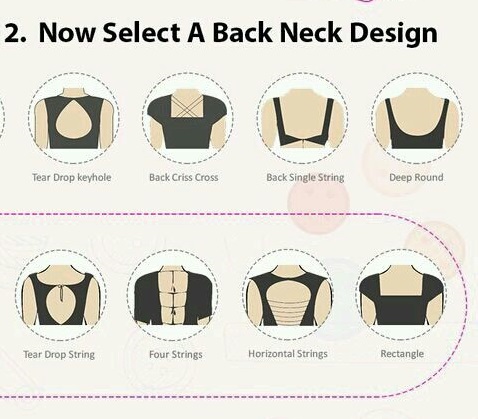 2. Now Select A Back Neck Design
Tear Drop keyhole
Back Criss Cross
Back Single String
Deep Round
Tear Drop String
Four Strings
Horizontal Strings
Rectangle